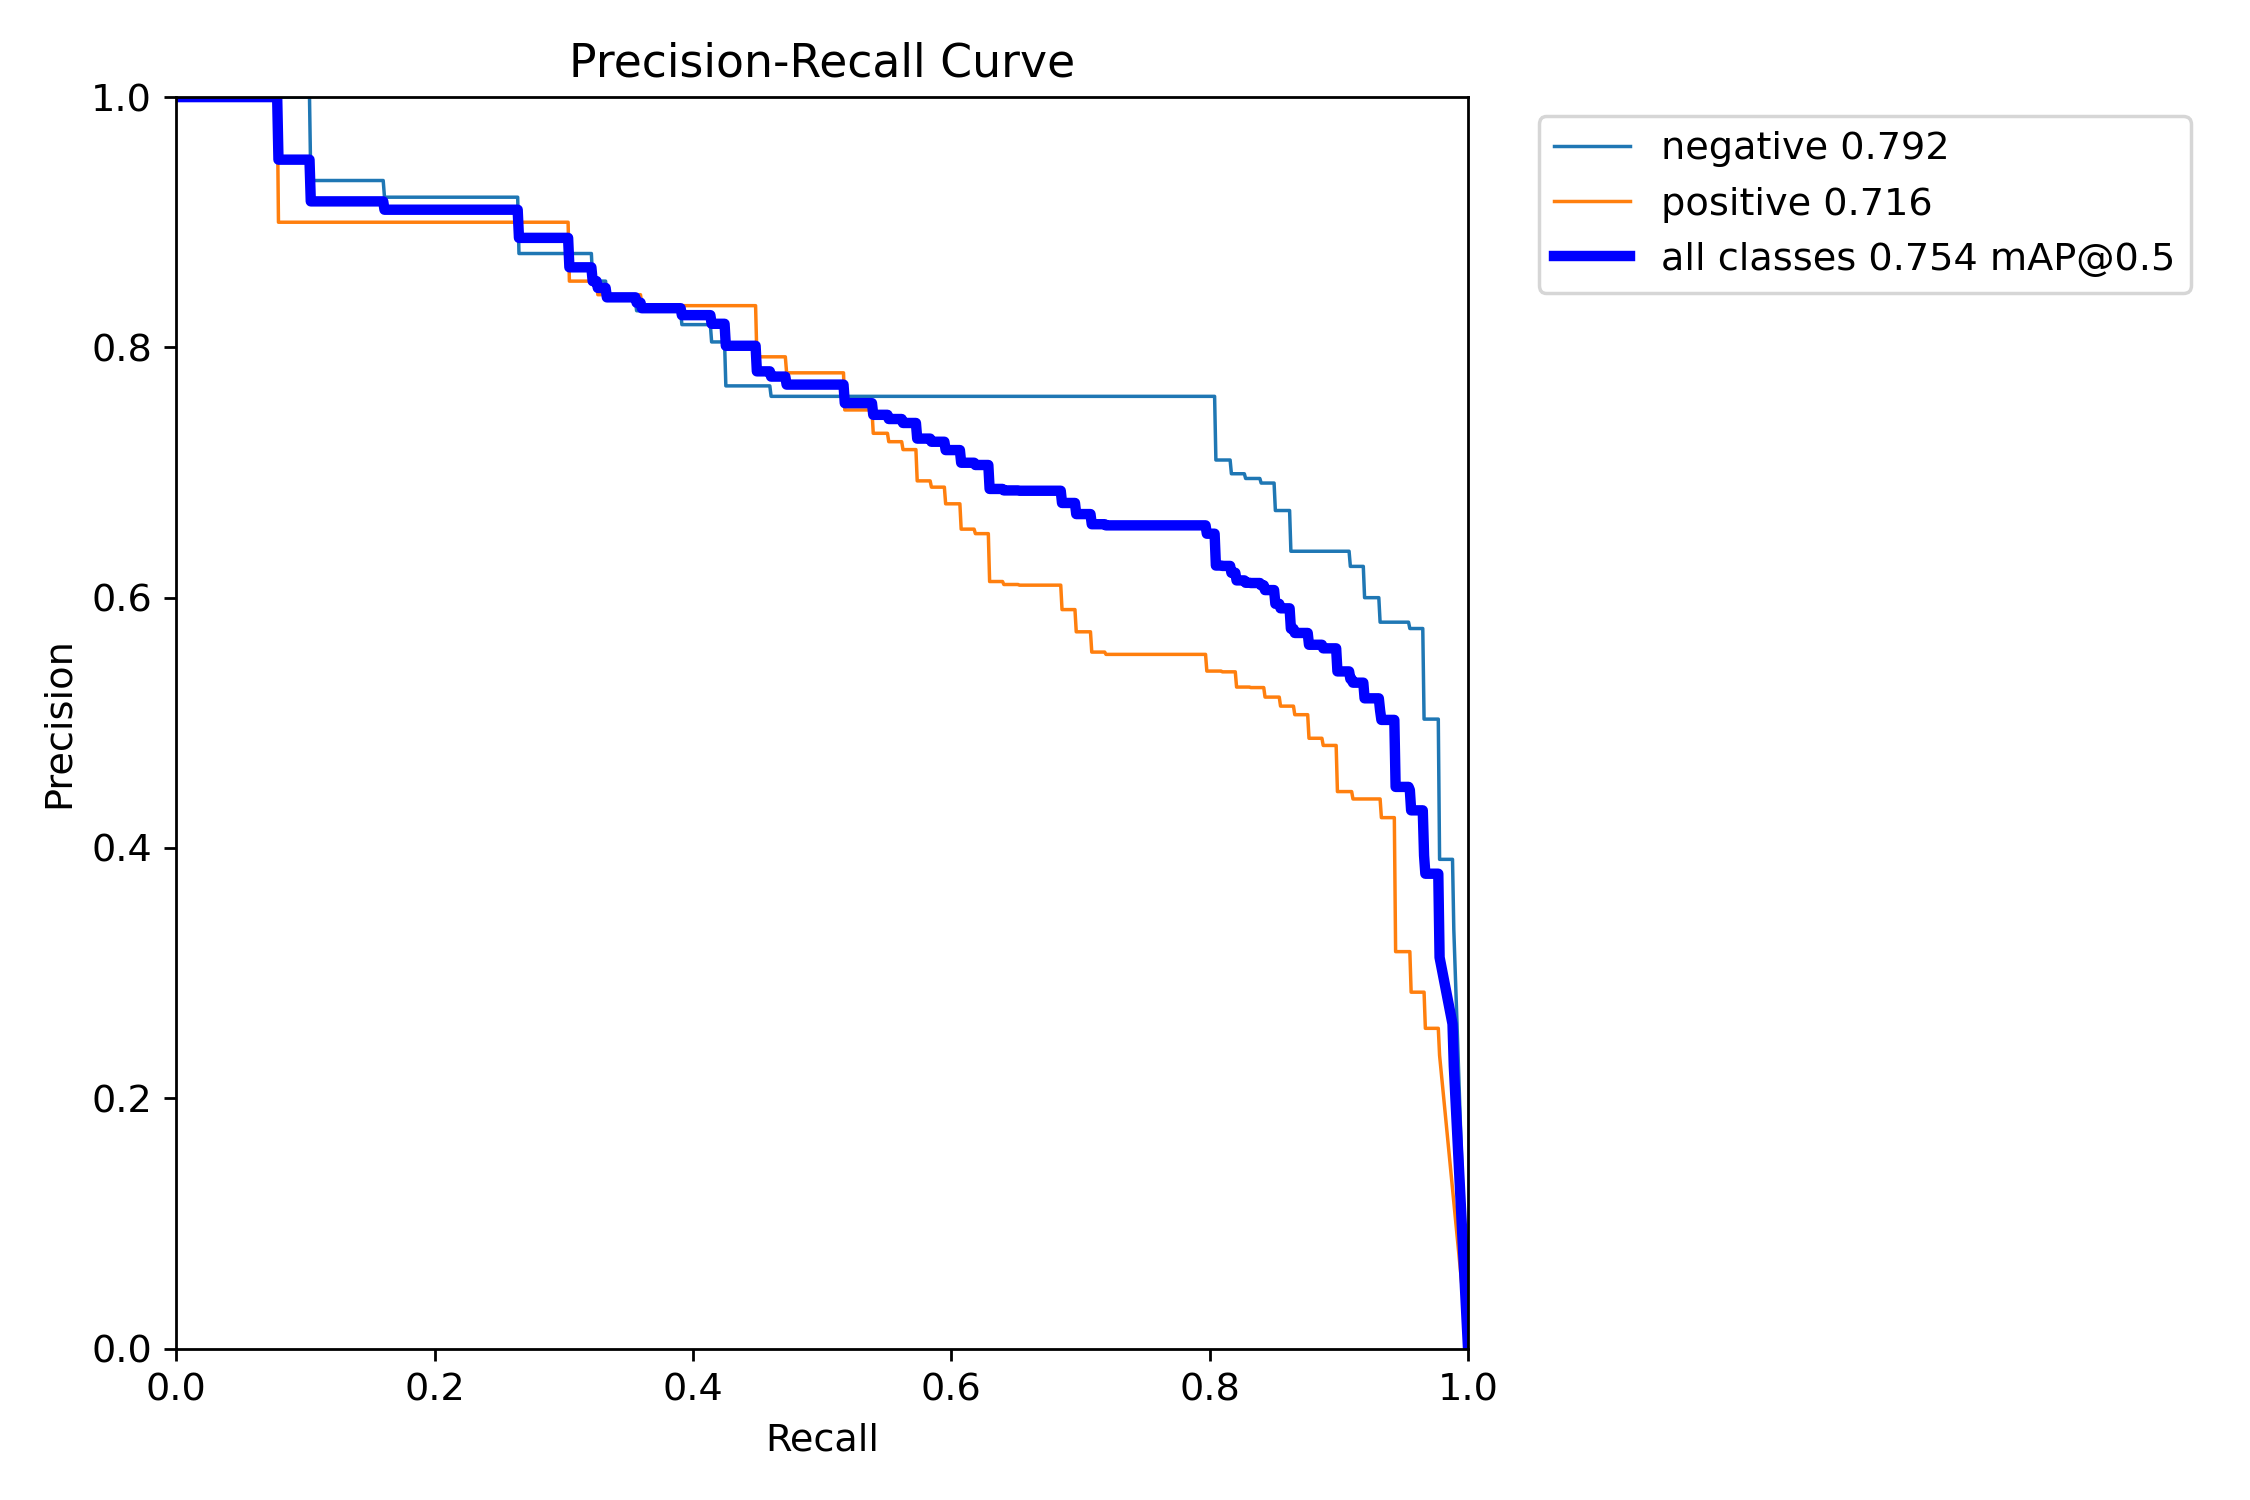 Precision-Recall Curve
negative 0.792
positive 0.716
all classes 0.754 mAP@0.5
Precision
1.0
0.8
0.6
0.4
0.2
0.0
0.0 0.2 0.4 0.6 0.8 1.0
Recall